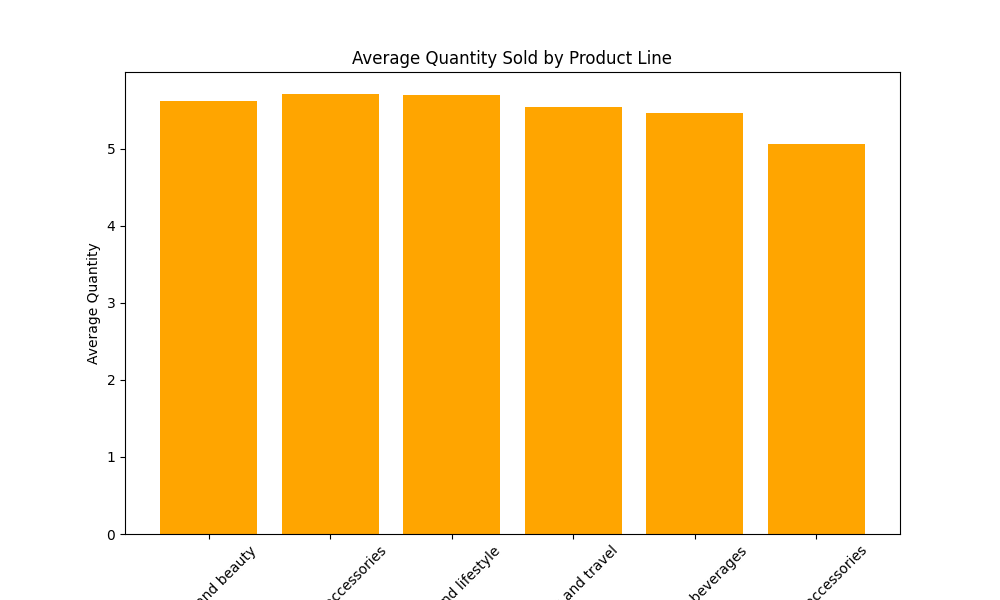 Average Quantity Sold by Product Line
Average Quantity
5
4
3
2
1
0
and beauty
accessories
and lifestyle
and travel
beverages
accessories